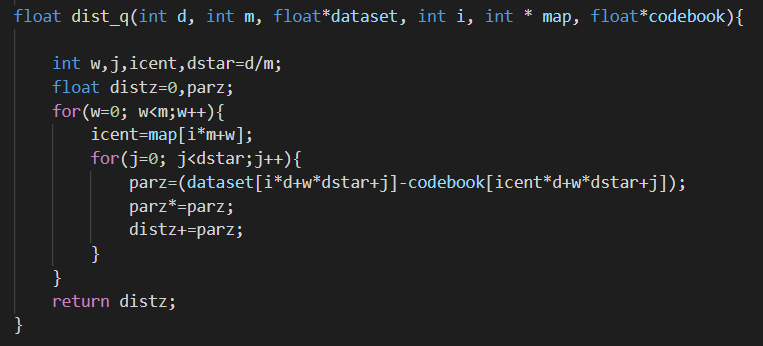 float dist_q(int d, int m, float*dataset, int i, int * map, float*codebook){
int w,j,icent,dstar=d/m;
float distz=0,parz;
for(w=0; w<m;w++){
icent=map[i*m+w];
for(j=0; j<dstar;j++){
parz=(dataset[i*d+w*dstar+j]-codebook[icent*d+w*dstar+j]);
parz*=parz;
distz+=parz;
}
}
return distz;
}